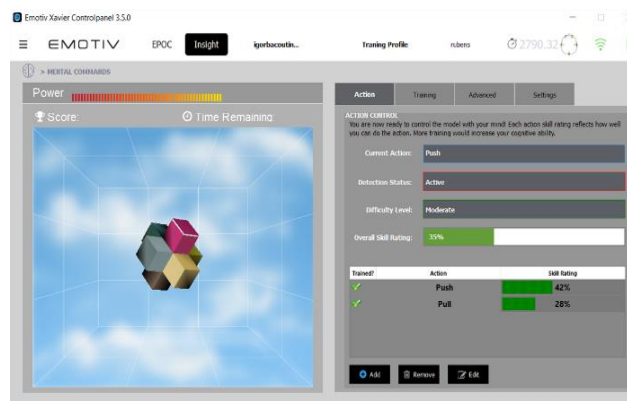 Emotiv Xavier Controlpanel 3.5.0
EMOTIV EPOC Insight igorbacoutin... Traning Profile rubens 2790.32
> MENTAL COMMANDS
Power
Score: Time Remaining:
Action Training Advanced Settings
ACTION CONTROL
You are now ready to control the model with your mind! Each action skill rating reflects how well
you can do the action. More training would increase your cognitive ability.
Current Action: Push
Detection Status: Active
Difficulty Level: Moderate
Overall Skill Rating: 35%
Trained? Action Skill Rating
Push 42%
Pull 28%
Add Remove Edit